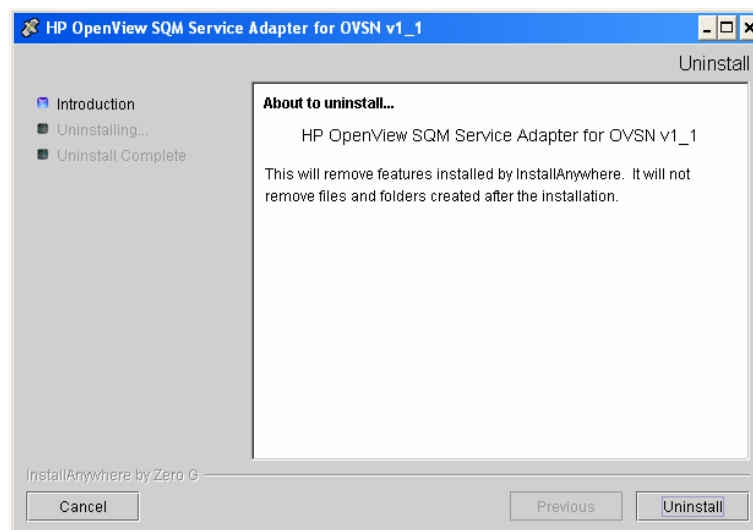 HP OpenView SQM Service Adapter for OVSN v1_1
Uninstall
Introduction
Uninstalling...
Uninstall Complete
About to uninstall...
HP OpenView SQM Service Adapter for OVSN v1_1
This will remove features installed by InstallAnywhere. It will not
remove files and folders created after the installation.
InstallAnywhere by Zero G
Cancel
Previous
Uninstall